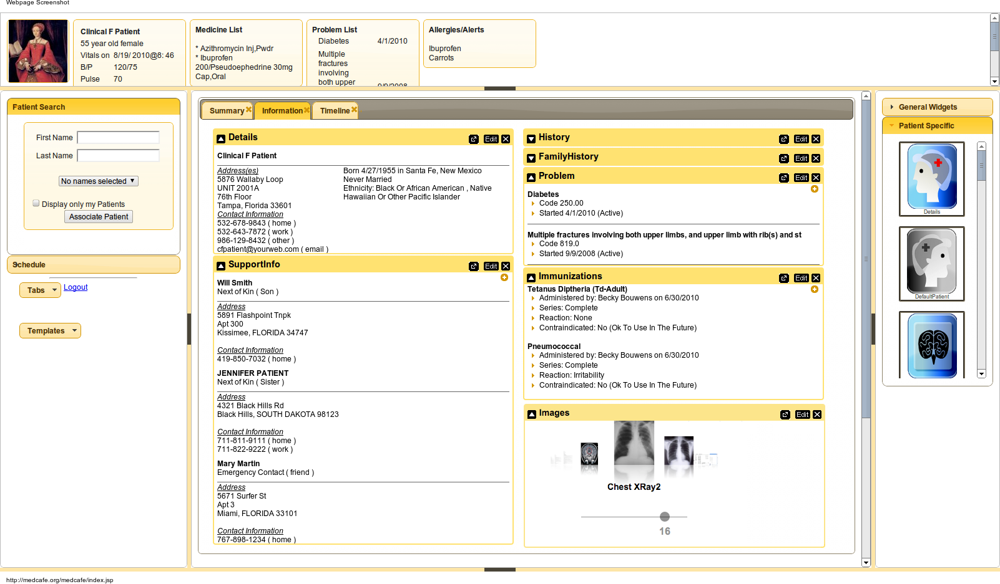 Webpage Screenshot
Clinical F Patient
55 year old female
Vitals on 8/19/ 2010@8: 46
B/P 120/75
Pulse 70
Medicine List
* Azithromycin Inj,Pwdr
* Ibuprofen
200/Pseudoephedrine 30mg
Cap,Oral
Problem List
Diabetes 4/1/2010
Multiple
fractures
involving
both upper 9/9/2008
Allergies/Alerts
Ibuprofen
Carrots
Patient Search
First Name
Last Name
No names selected
Display only my Patients
Associate Patient
Schedule
Tabs
Logout
Templates
Summary
Information
Timeline
Details
Edit
Clinical F Patient
Address(es)
5876 Wallaby Loop
UNIT 2001A
76th Floor
Tampa, Florida 33601
Contact Information
532-678-9843 ( home )
532-643-7872 ( work )
986-129-8432 ( other )
cfpatient@yourweb.com ( email )
Born 4/27/1955 in Santa Fe, New Mexico
Never Married
Ethnicity: Black Or African American , Native
Hawaiian Or Other Pacific Islander
SupportInfo
Edit
Will Smith
Next of Kin ( Son )
Address
5891 Flashpoint Tnpk
Apt 300
Kissimee, FLORIDA 34747
Contact Information
419-850-7032 ( home )
JENNIFER PATIENT
Next of Kin ( Sister )
Address
4321 Black Hills Rd
Black Hills, SOUTH DAKOTA 98123
Contact Information
711-811-9111 ( home )
711-822-9222 ( work )
Mary Martin
Emergency Contact ( friend )
Address
5671 Surfer St
Apt 3
Miami, FLORIDA 33101
Contact Information
767-898-1234 ( home )
History
Edit
FamilyHistory
Edit
Problem
Edit
Diabetes
Code 250.00
Started 4/1/2010 (Active)
Multiple fractures involving both upper limbs, and upper limb with rib(s) and st
Code 819.0
Started 9/9/2008 (Active)
Immunizations
Edit
Tetanus Diptheria (Td-Adult)
Administered by: Becky Bouwens on 6/30/2010
Series: Complete
Reaction: None
Contraindicated: No (Ok To Use In The Future)
Pneumococcal
Administered by: Becky Bouwens on 6/30/2010
Series: Complete
Reaction: Irritability
Contraindicated: No (Ok To Use In The Future)
Images
Edit
Chest XRay2
16
General Widgets
Patient Specific
Details
DefaultPatient
http://medcafe.org/medcafe/index.jsp